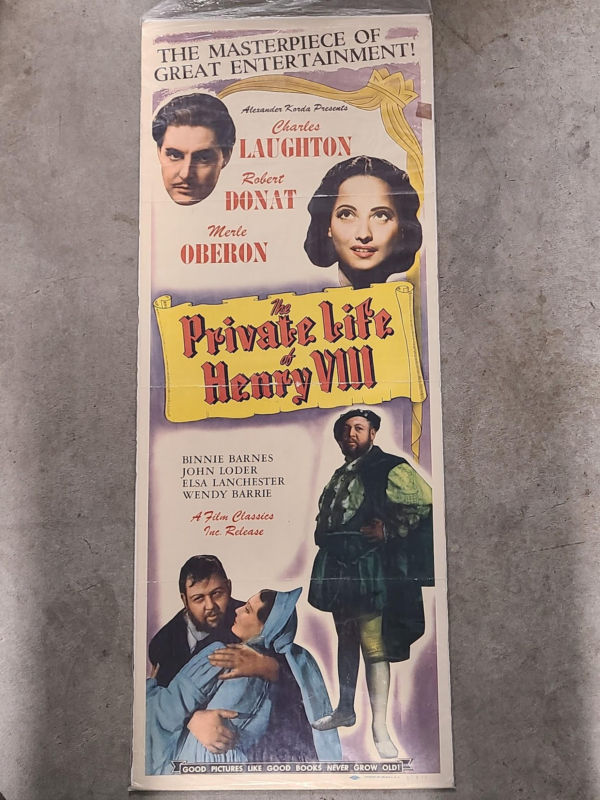 THE MASTERPIECE OF
GREAT ENTERTAINMENT!
Alexander Korda Presents
Charles
LAUGHTON
Robert
DONAT
Merle
OBERON
The
Private Life
of
Henry VIII
BINNIE BARNES
JOHN LODER
ELSA LANCHESTER
WENDY BARRIE
A Film Classics
Inc. Release
GOOD PICTURES LIKE GOOD BOOKS NEVER GROW OLD!